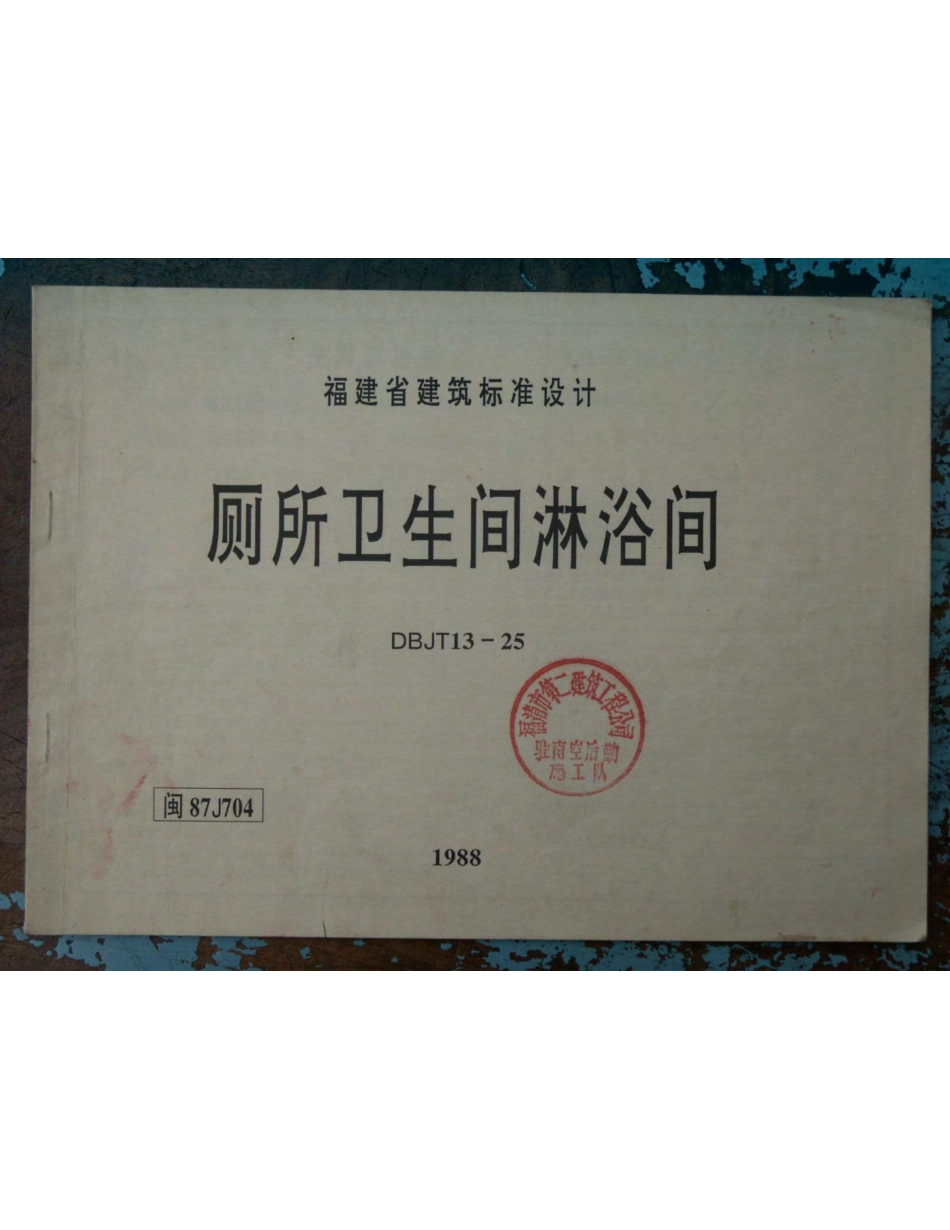 福建省建筑标准设计
厕所卫生间淋浴间
DBJT13-25
福清市第二建筑工程公司
驻南空后勤
施工队
闽 87J704
1988